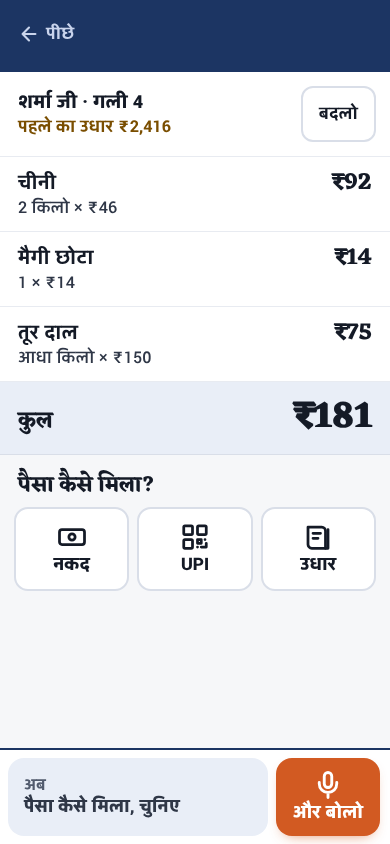 ← पीछे
शर्मा जी · गली 4
पहले का उधार ₹2,416
बदलो
चीनी
₹92
2 किलो × ₹46
मैगी छोटा
₹14
1 × ₹14
तूर दाल
₹75
आधा किलो × ₹150
कुल
₹181
पैसा कैसे मिला?
नकद
UPI
उधार
अब
पैसा कैसे मिला, चुनिए
और बोलो